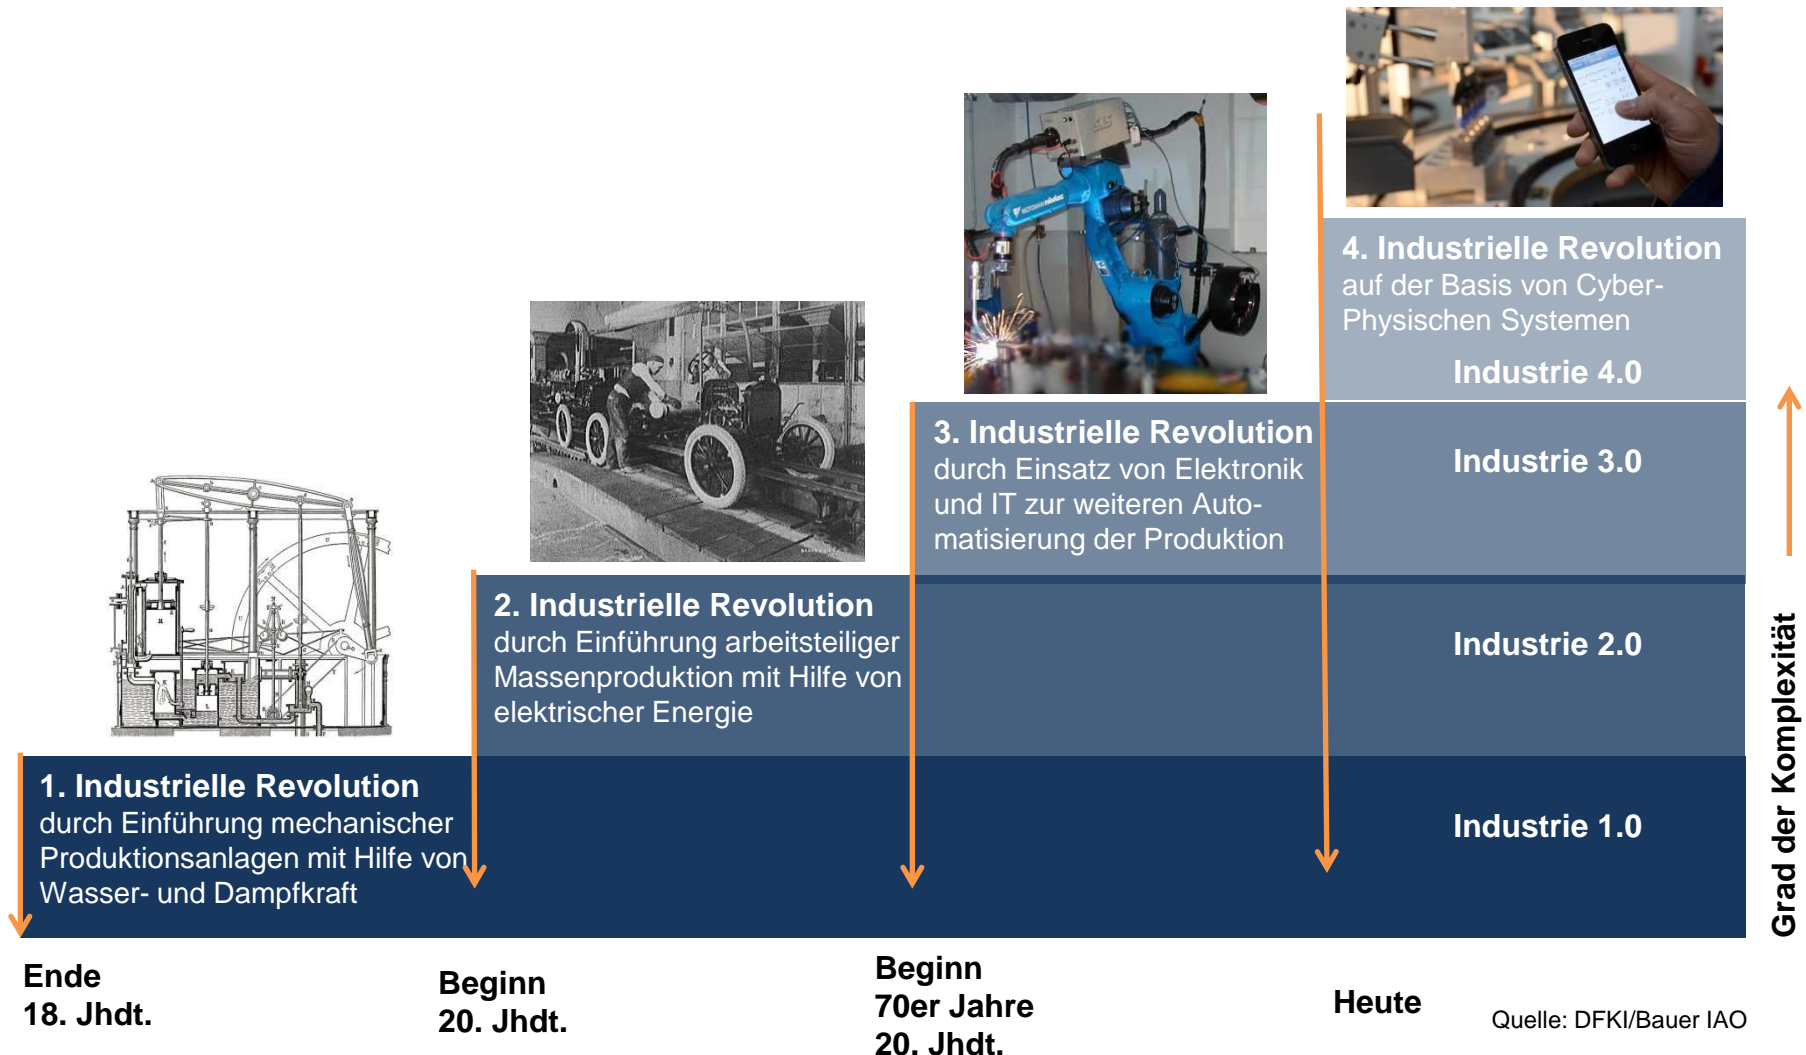 4. Industrielle Revolution
auf der Basis von Cyber-
Physischen Systemen
Industrie 4.0
3. Industrielle Revolution
durch Einsatz von Elektronik
und IT zur weiteren Auto-
matisierung der Produktion
Industrie 3.0
2. Industrielle Revolution
durch Einführung arbeitsteiliger
Massenproduktion mit Hilfe von
elektrischer Energie
Industrie 2.0
1. Industrielle Revolution
durch Einführung mechanischer
Produktionsanlagen mit Hilfe von
Wasser- und Dampfkraft
Industrie 1.0
Grad der Komplexität
Ende
18. Jhdt.
Beginn
20. Jhdt.
Beginn
70er Jahre
20. Jhdt.
Heute
Quelle: DFKI/Bauer IAO